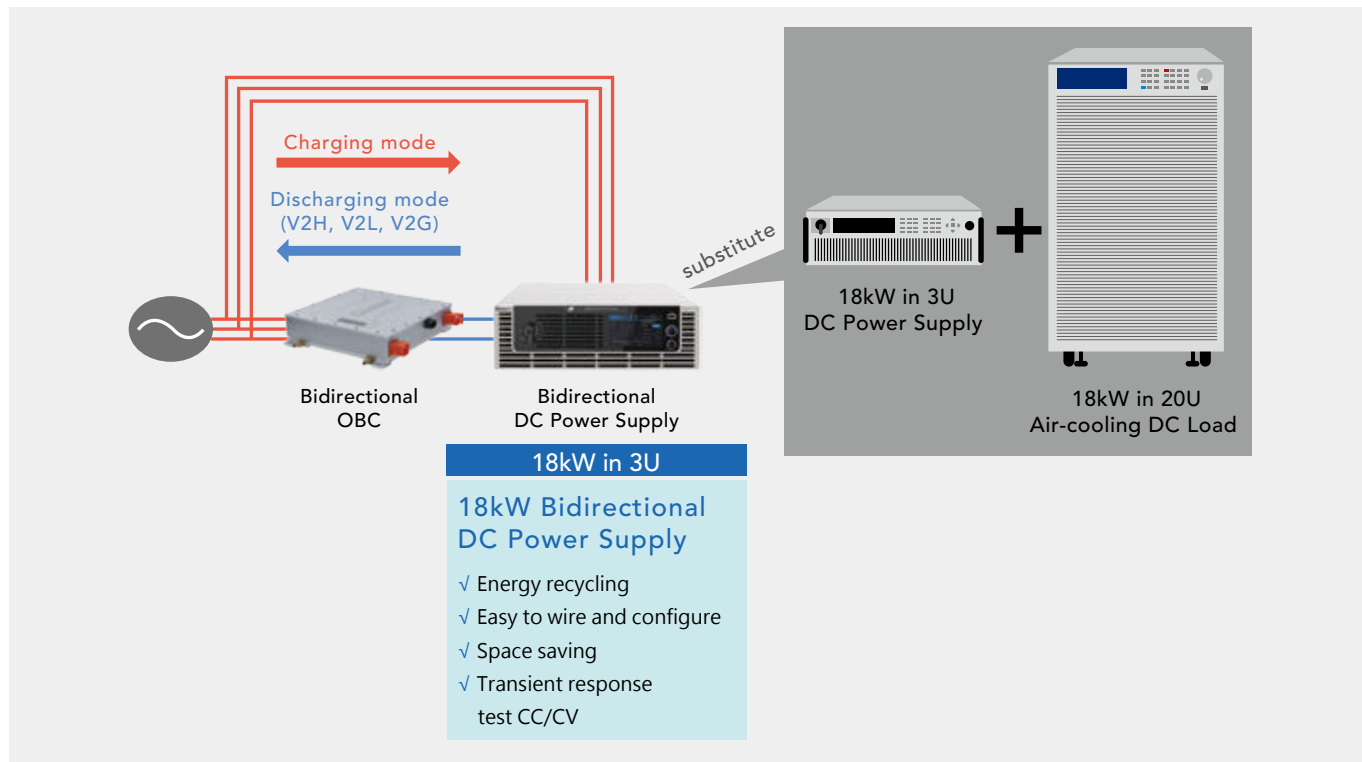 Charging mode
Discharging mode
(V2H, V2L, V2G)
substitute
18kW in 3U
DC Power Supply
18kW in 20U
Air-cooling DC Load
Bidirectional
OBC
Bidirectional
DC Power Supply
18kW in 3U
18kW Bidirectional
DC Power Supply
√ Energy recycling
√ Easy to wire and configure
√ Space saving
√ Transient response
test CC/CV